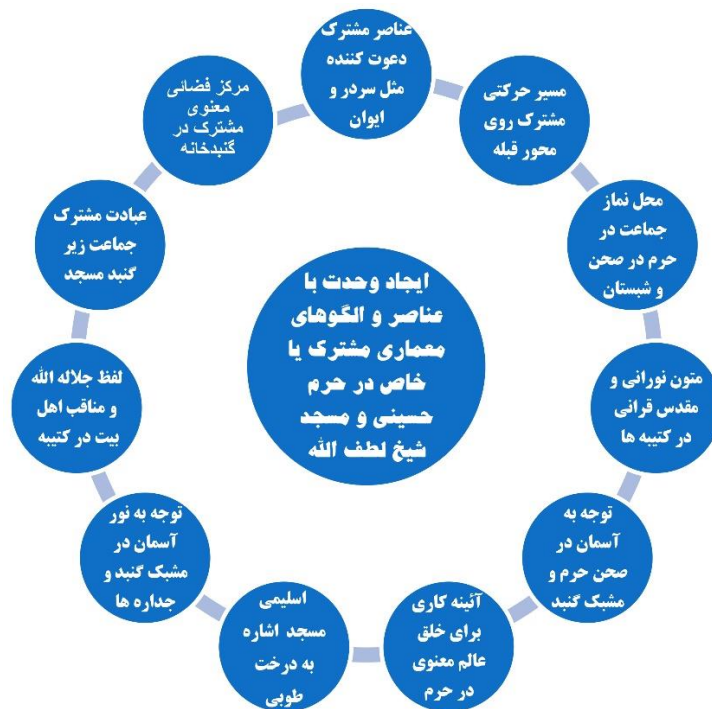 عناصر مشترک
دعوت کننده
مثل سردر و
ایوان
مسیر حرکتی
مشترک روی
محور قبله
محل نماز
جماعت در
حرم در صحن
و شبستان
متون نورانی و
مقدس قرانی
در کتیبه ها
توجه به
آسمان در
صحن حرم و
مشبک گنبد
آئینه کاری
برای خلق
عالم معنوی
در حرم
اسلیمی
مسجد اشاره
به درخت
طوبی
توجه به نور
آسمان در
مشبک گنبد و
جداره ها
لفظ جلاله الله
و مناقب اهل
بیت در کتیبه
عبادت مشترک
جماعت زیر
گنبد مسجد
مرکز فضائی
معنوی
مشترک در
گنبدخانه
ایجاد وحدت با
عناصر و الگوهای
معماری مشترک یا
خاص در حرم
حسینی و مسجد
شیخ لطف الله